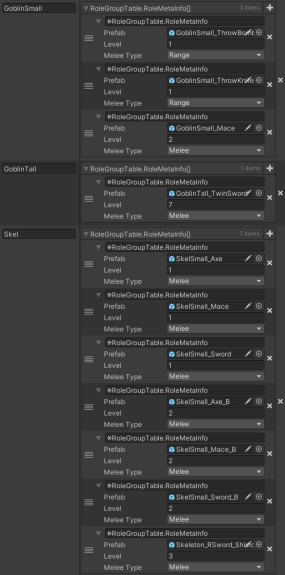 GoblinSmall
RoleGroupTable.RoleMetaInfo[] 3 items
RoleGroupTable.RoleMetaInfo
Prefab GoblinSmall_ThrowBomb
Level 1
Melee Type Range
RoleGroupTable.RoleMetaInfo
Prefab GoblinSmall_ThrowKnife
Level 1
Melee Type Range
RoleGroupTable.RoleMetaInfo
Prefab GoblinSmall_Mace
Level 2
Melee Type Melee
GoblinTall
RoleGroupTable.RoleMetaInfo[] 1 items
RoleGroupTable.RoleMetaInfo
Prefab GoblinTall_TwinSword
Level 7
Melee Type Melee
Skel
RoleGroupTable.RoleMetaInfo[] 7 items
RoleGroupTable.RoleMetaInfo
Prefab SkelSmall_Axe
Level 1
Melee Type Melee
RoleGroupTable.RoleMetaInfo
Prefab SkelSmall_Mace
Level 1
Melee Type Melee
RoleGroupTable.RoleMetaInfo
Prefab SkelSmall_Sword
Level 1
Melee Type Melee
RoleGroupTable.RoleMetaInfo
Prefab SkelSmall_Axe_B
Level 2
Melee Type Melee
RoleGroupTable.RoleMetaInfo
Prefab SkelSmall_Mace_B
Level 2
Melee Type Melee
RoleGroupTable.RoleMetaInfo
Prefab SkelSmall_Sword_B
Level 2
Melee Type Melee
RoleGroupTable.RoleMetaInfo
Prefab
Level 3
Melee Type Melee